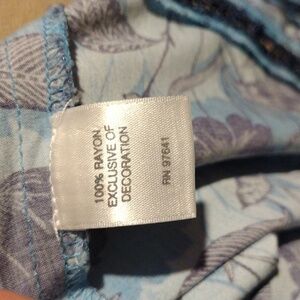 100% RAYON
EXCLUSIVE OF
DECORATION
RN 97641